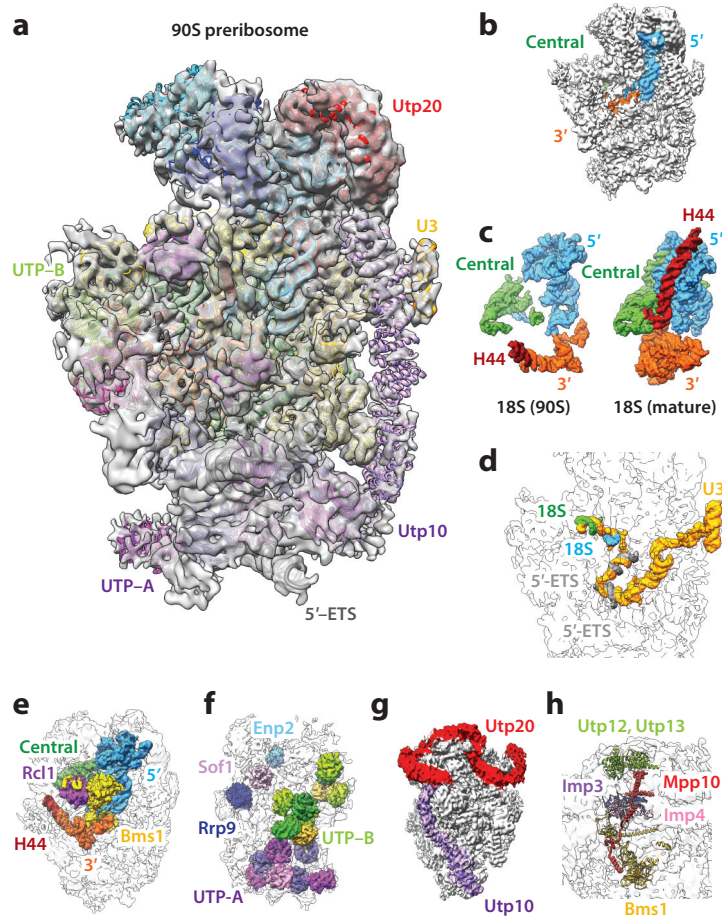 a
90S preribosome
Utp20
U3
UTP–B
Utp10
UTP–A
5′–ETS
b
Central
5′
3′
c
H44
5′
5′
Central
Central
H44
3′
3′
18S (90S)
18S (mature)
d
U3
18S
18S
5′-ETS
5′-ETS
e
Central
Rcl1
5′
Bms1
H44
3′
f
Enp2
Sof1
Rrp9
UTP–B
UTP-A
g
Utp20
Utp10
h
Utp12, Utp13
Imp3
Mpp10
Imp4
Bms1